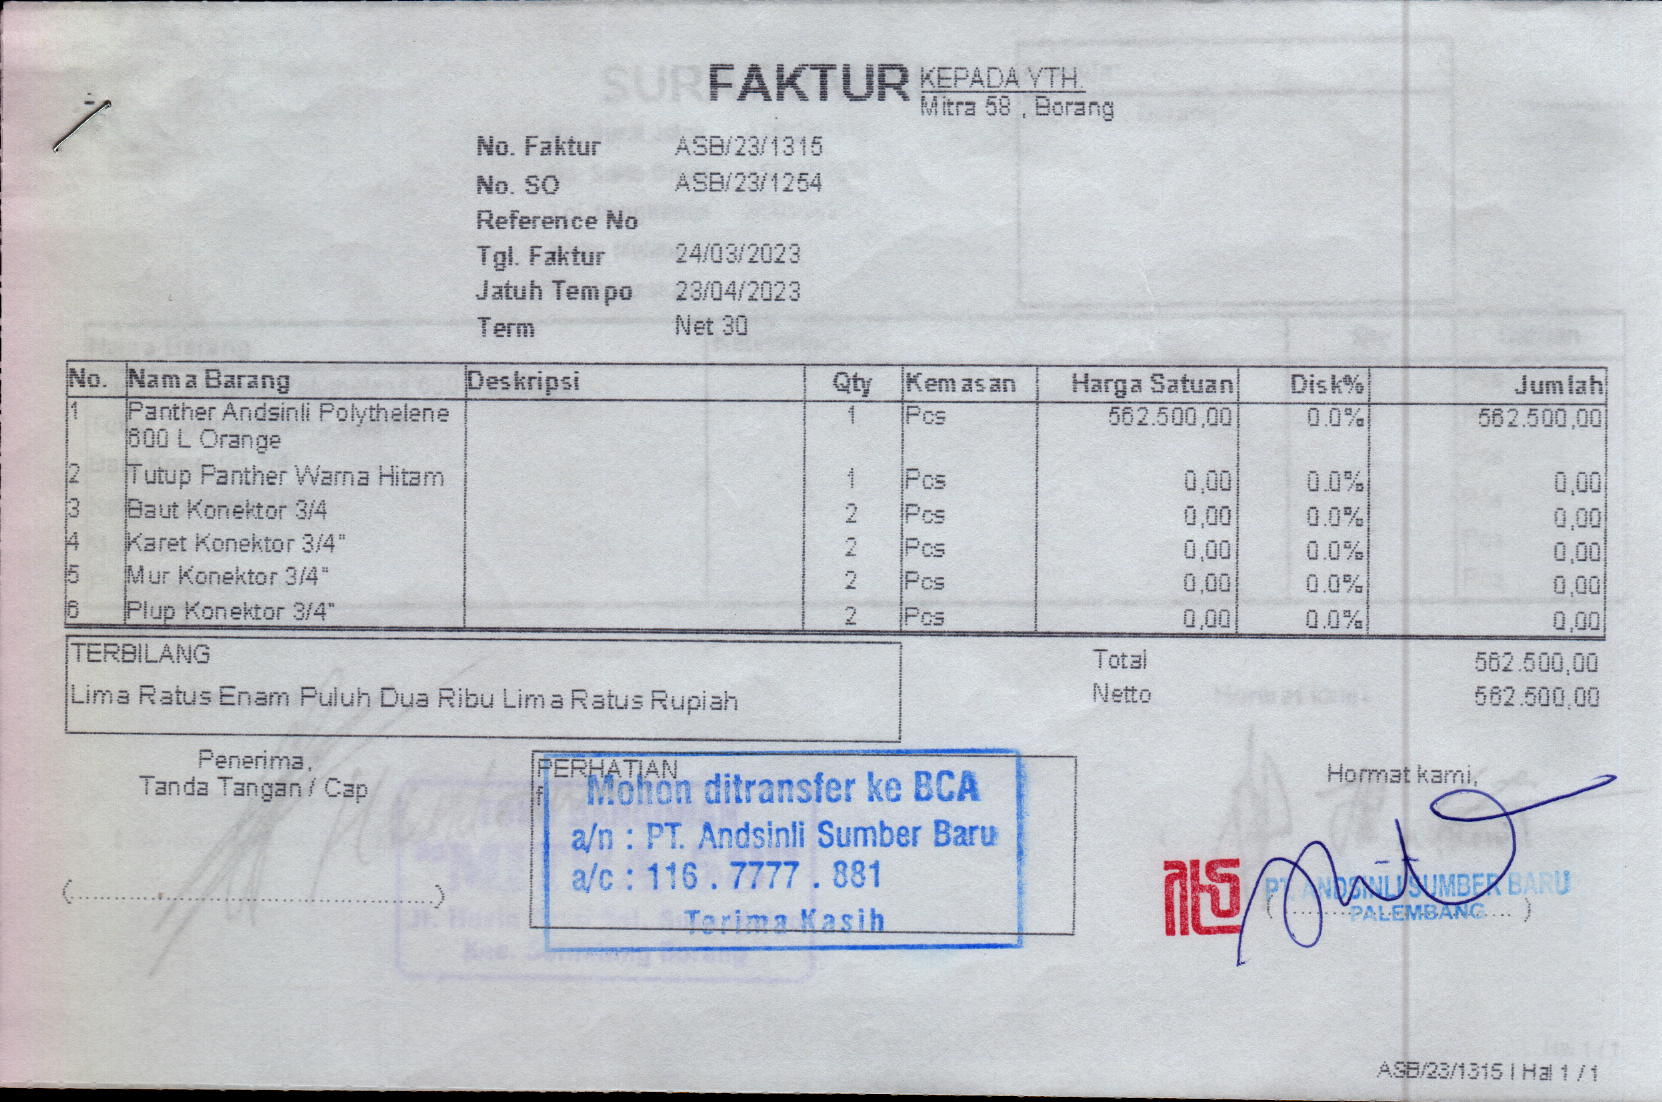 FAKTUR
KEPADA YTH.
Mitra 58 , Borang
No. Faktur ASB/23/1315
No. SO ASB/23/1254
Reference No
Tgl. Faktur 24/03/2023
Jatuh Tempo 23/04/2023
Term Net 30
No. Nama Barang Deskripsi Qty Kemasan Harga Satuan Disk% Jumlah
1 Panther Andsinli Polythelene 1 Pcs 562.500,00 0.0% 562.500,00
600 L Orange
2 Tutup Panther Warna Hitam 1 Pcs 0,00 0.0% 0,00
3 Baut Konektor 3/4 2 Pcs 0,00 0.0% 0,00
4 Karet Konektor 3/4" 2 Pcs 0,00 0.0% 0,00
5 Mur Konektor 3/4" 2 Pcs 0,00 0.0% 0,00
6 Plup Konektor 3/4" 2 Pcs 0,00 0.0% 0,00
TERBILANG
Lima Ratus Enam Puluh Dua Ribu Lima Ratus Rupiah
Total 562.500,00
Netto 562.500,00
Penerima,
Tanda Tangan / Cap
PERHATIAN
Mohon ditransfer ke BCA
a/n : PT. Andsinli Sumber Baru
a/c : 116 . 7777 . 881
Terima Kasih
Hormat kami,
PT. ANDSINLI SUMBER BARU
PALEMBANG
ASB/23/1315 | Hal 1 / 1